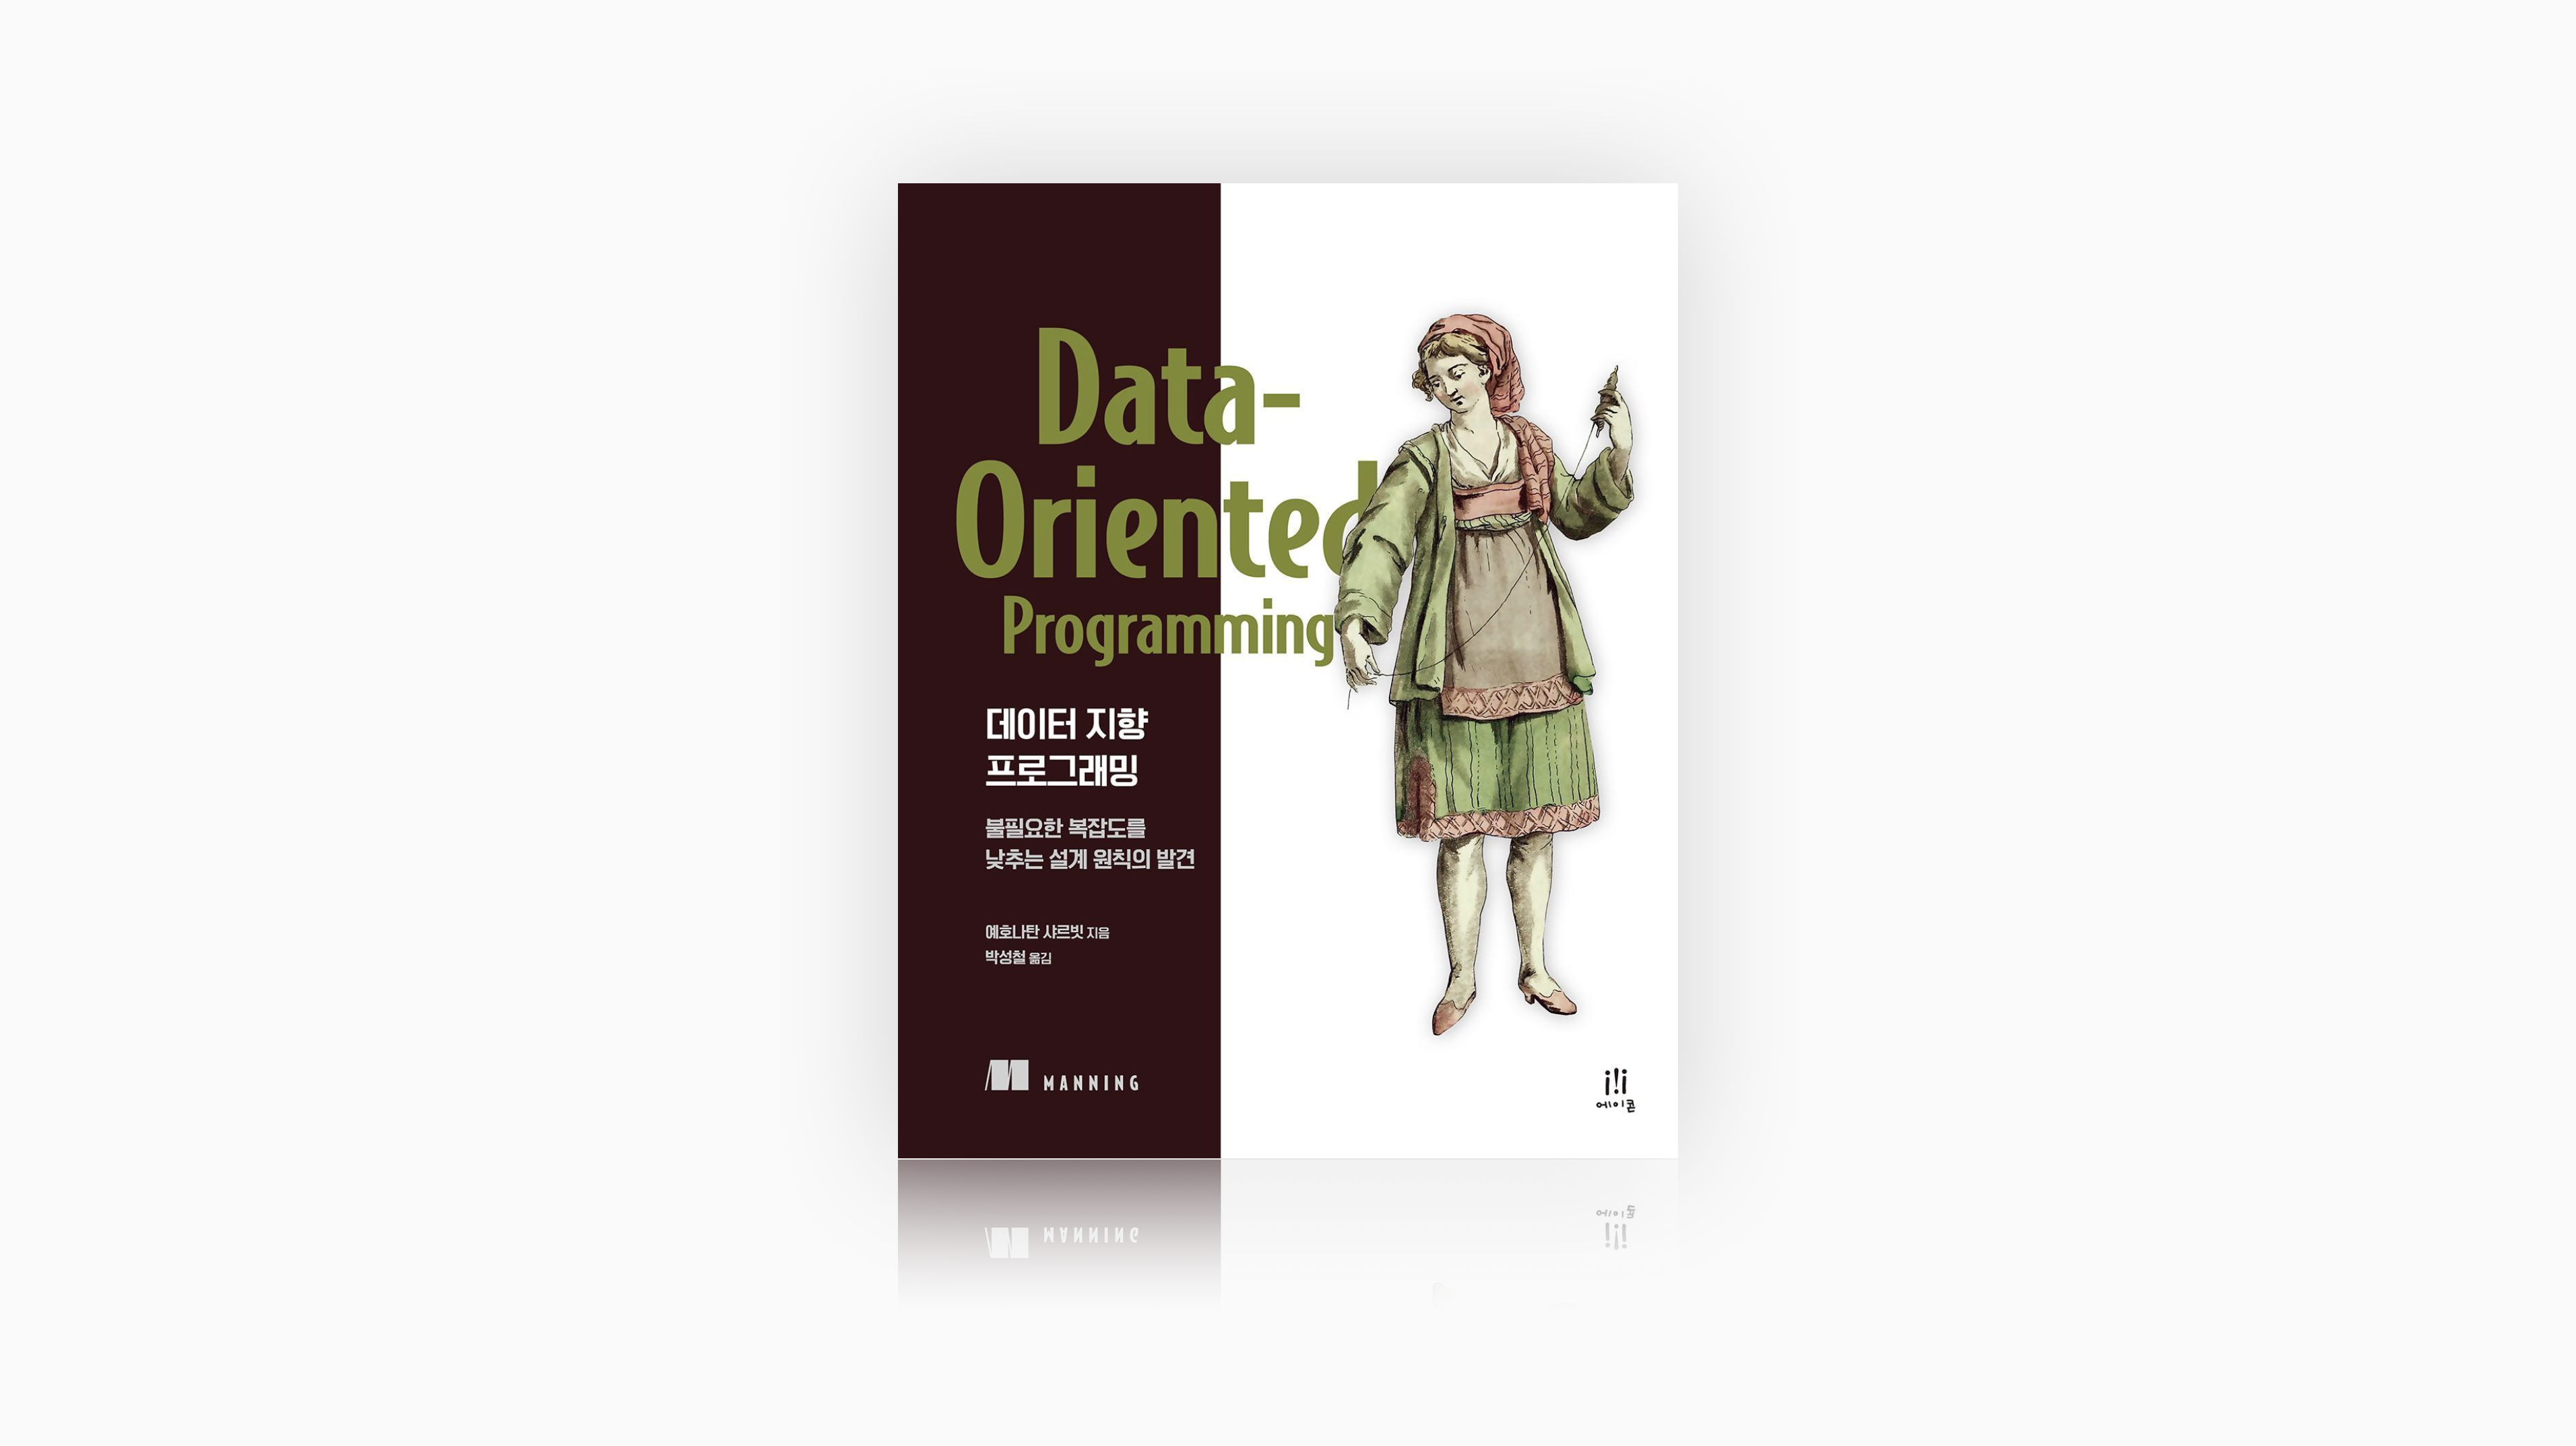 Data-
Oriented
Programming
데이터 지향
프로그래밍
불필요한 복잡도를
낮추는 설계 원칙의 발견
예호나탄 샤르빗 지음
박성철 옮김
MANNING
에이콘